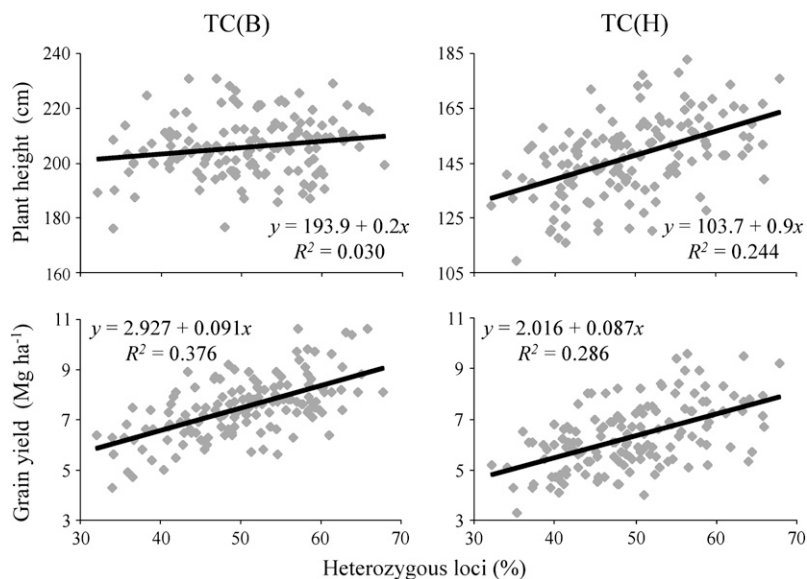 TC(B)
TC(H)
Plant height (cm)
240
220
200
180
160
y = 193.9 + 0.2x
R² = 0.030
185
165
145
125
105
y = 103.7 + 0.9x
R² = 0.244
Grain yield (Mg ha⁻¹)
11
9
7
5
3
y = 2.927 + 0.091x
R² = 0.376
30 40 50 60 70
11
9
7
5
3
y = 2.016 + 0.087x
R² = 0.286
30 40 50 60 70
Heterozygous loci (%)